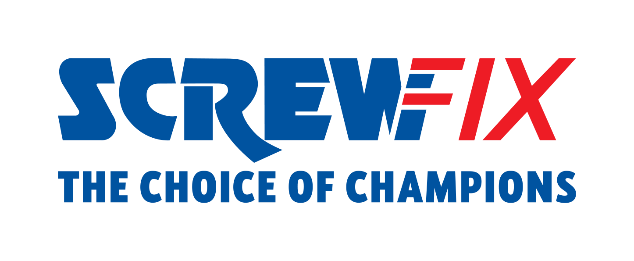 SCREWFIX
THE CHOICE OF CHAMPIONS